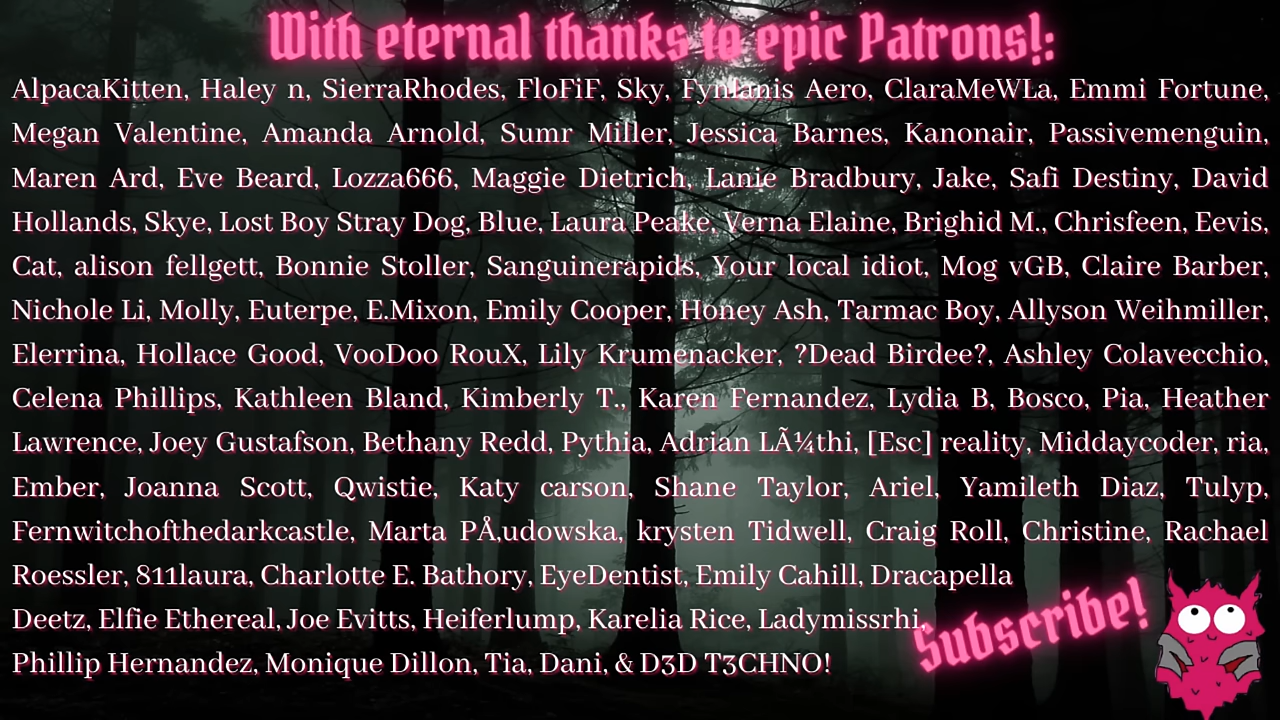 With eternal thanks to epic Patrons!:
AlpacaKitten, Haley n, SierraRhodes, FloFiF, Sky, Fynlanis Aero, ClaraMeWŁa, Emmi Fortune,
Megan Valentine, Amanda Arnold, Sumr Miller, Jessica Barnes, Kanonair, Passivemenguin,
Maren Ard, Eve Beard, Lozza666, Maggie Dietrich, Lanie Bradbury, Jake, Safi Destiny, David
Hollands, Skye, Lost Boy Stray Dog, Blue, Laura Peake, Verna Elaine, Brighid M., Chrisfeen, Eevis,
Cat, alison fellgett, Bonnie Stoller, Sanguinerapids, Your local idiot, Mog vGB, Claire Barber,
Nichole Li, Molly, Euterpe, E.Mixon, Emily Cooper, Honey Ash, Tarmac Boy, Allyson Weihmiller,
Elerrina, Hollace Good, VooDoo RouX, Lily Krumenacker, ?Dead Birdee?, Ashley Colavecchio,
Celena Phillips, Kathleen Bland, Kimberly T., Karen Fernandez, Lydia B, Bosco, Pia, Heather
Lawrence, Joey Gustafson, Bethany Redd, Pythia, Adrian LÃ¼thi, [Esc] reality, Middaycoder, ria,
Ember, Joanna Scott, Qwistie, Katy carson, Shane Taylor, Ariel, Yamileth Diaz, Tulyp,
Fernwitchofthedarkcastle, Marta PÅ‚udowska, krysten Tidwell, Craig Roll, Christine, Rachael
Roessler, 811laura, Charlotte E. Bathory, EyeDentist, Emily Cahill, Dracapella
Deetz, Elfie Ethereal, Joe Evitts, Heiferlump, Karelia Rice, Ladymissrhi,
Phillip Hernandez, Monique Dillon, Tia, Dani, & D3D T3CHNO!
Subscribe!